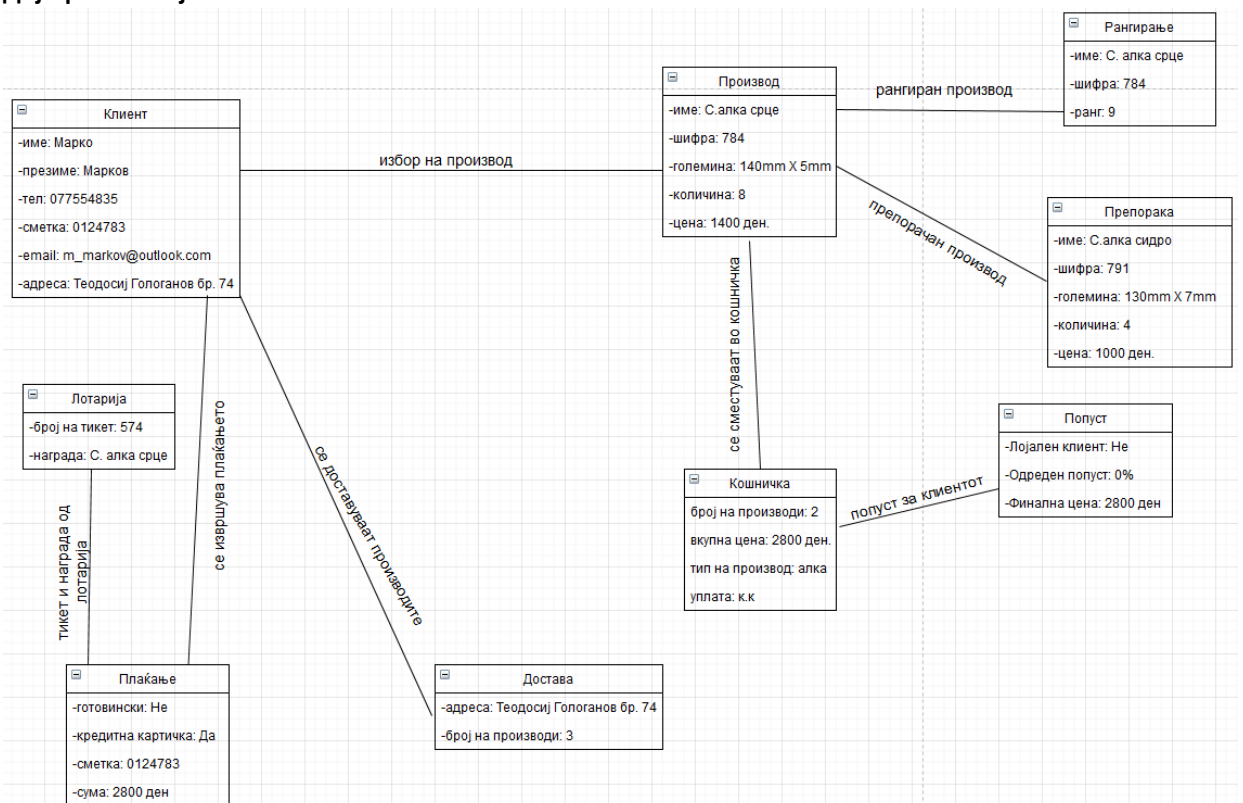 Клиент
-име: Марко
-презиме: Марков
-тел: 077554835
-сметка: 0124783
-email: m_markov@outlook.com
-адреса: Теодосиј Гологанов бр. 74
избор на производ
Производ
-име: С.алка срце
-шифра: 784
-големина: 140mm X 5mm
-количина: 8
-цена: 1400 ден.
рангиран производ
Рангирање
-име: С. алка срце
-шифра: 784
-ранг: 9
препорачан производ
Препорака
-име: С.алка сидро
-шифра: 791
-големина: 130mm X 7mm
-количина: 4
-цена: 1000 ден.
се сместуваат во кошничка
Лотарија
-број на тикет: 574
-награда: С. алка срце
се извршува плаќањето
се доставуваат производите
Кошничка
број на производи: 2
вкупна цена: 2800 ден.
тип на производ: алка
уплата: к.к
попуст за клиентот
Попуст
-Лојален клиент: Не
-Одреден попуст: 0%
-Финална цена: 2800 ден
тикет и награда од
лотарија
Плаќање
-готовински: Не
-кредитна картичка: Да
-сметка: 0124783
-сума: 2800 ден
Достава
-адреса: Теодосиј Гологанов бр. 74
-број на производи: 3